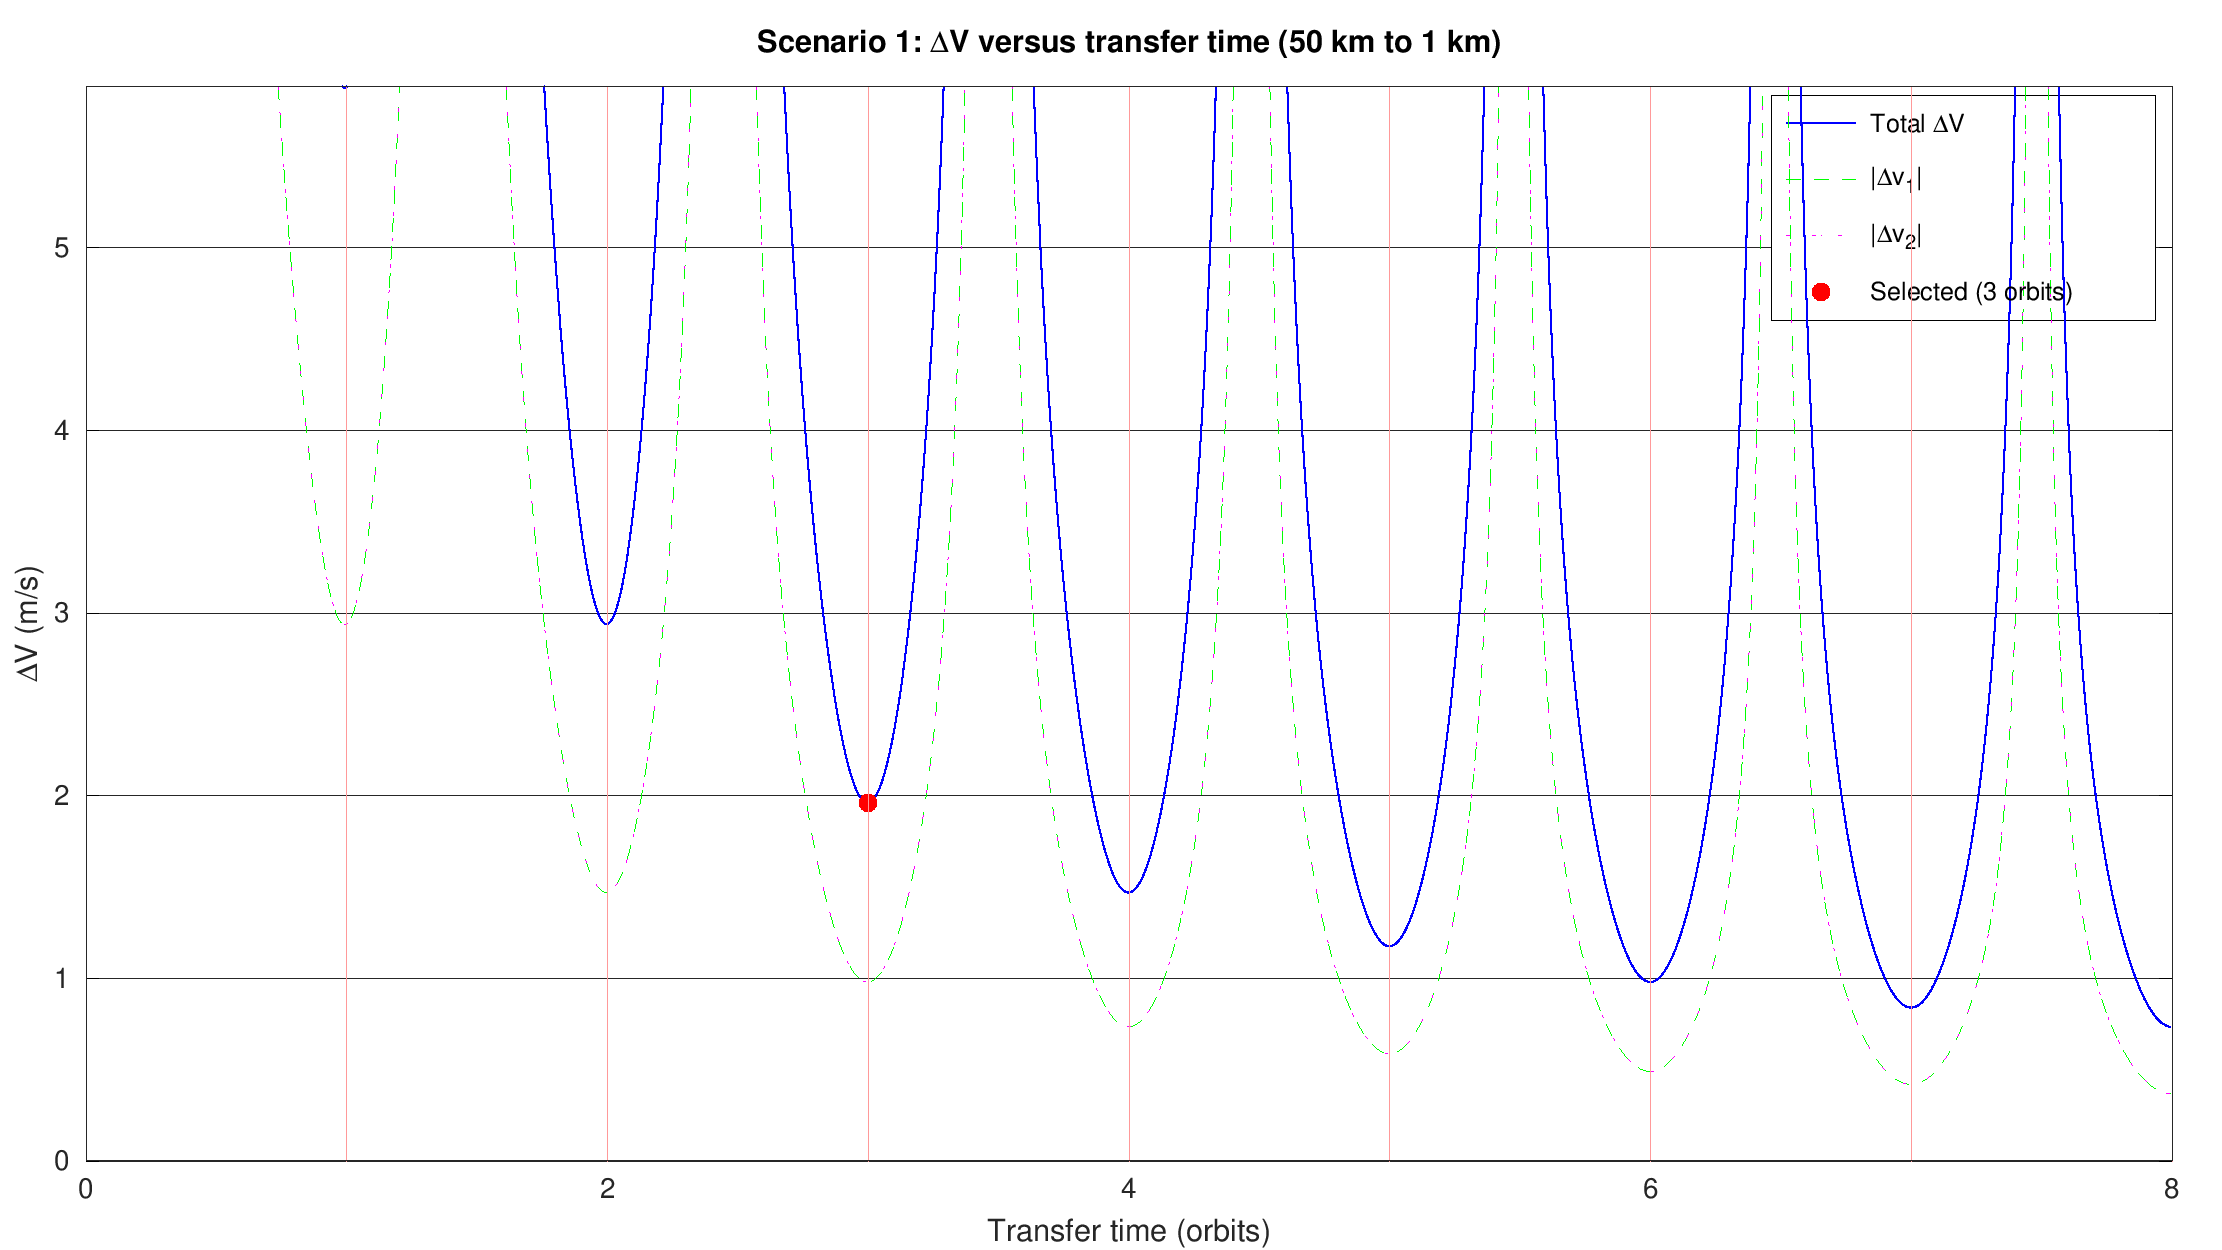 Scenario 1: ΔV versus transfer time (50 km to 1 km)
Total ΔV
|Δv₁|
|Δv₂|
Selected (3 orbits)
ΔV (m/s)
5
4
3
2
1
0
0 2 4 6 8
Transfer time (orbits)